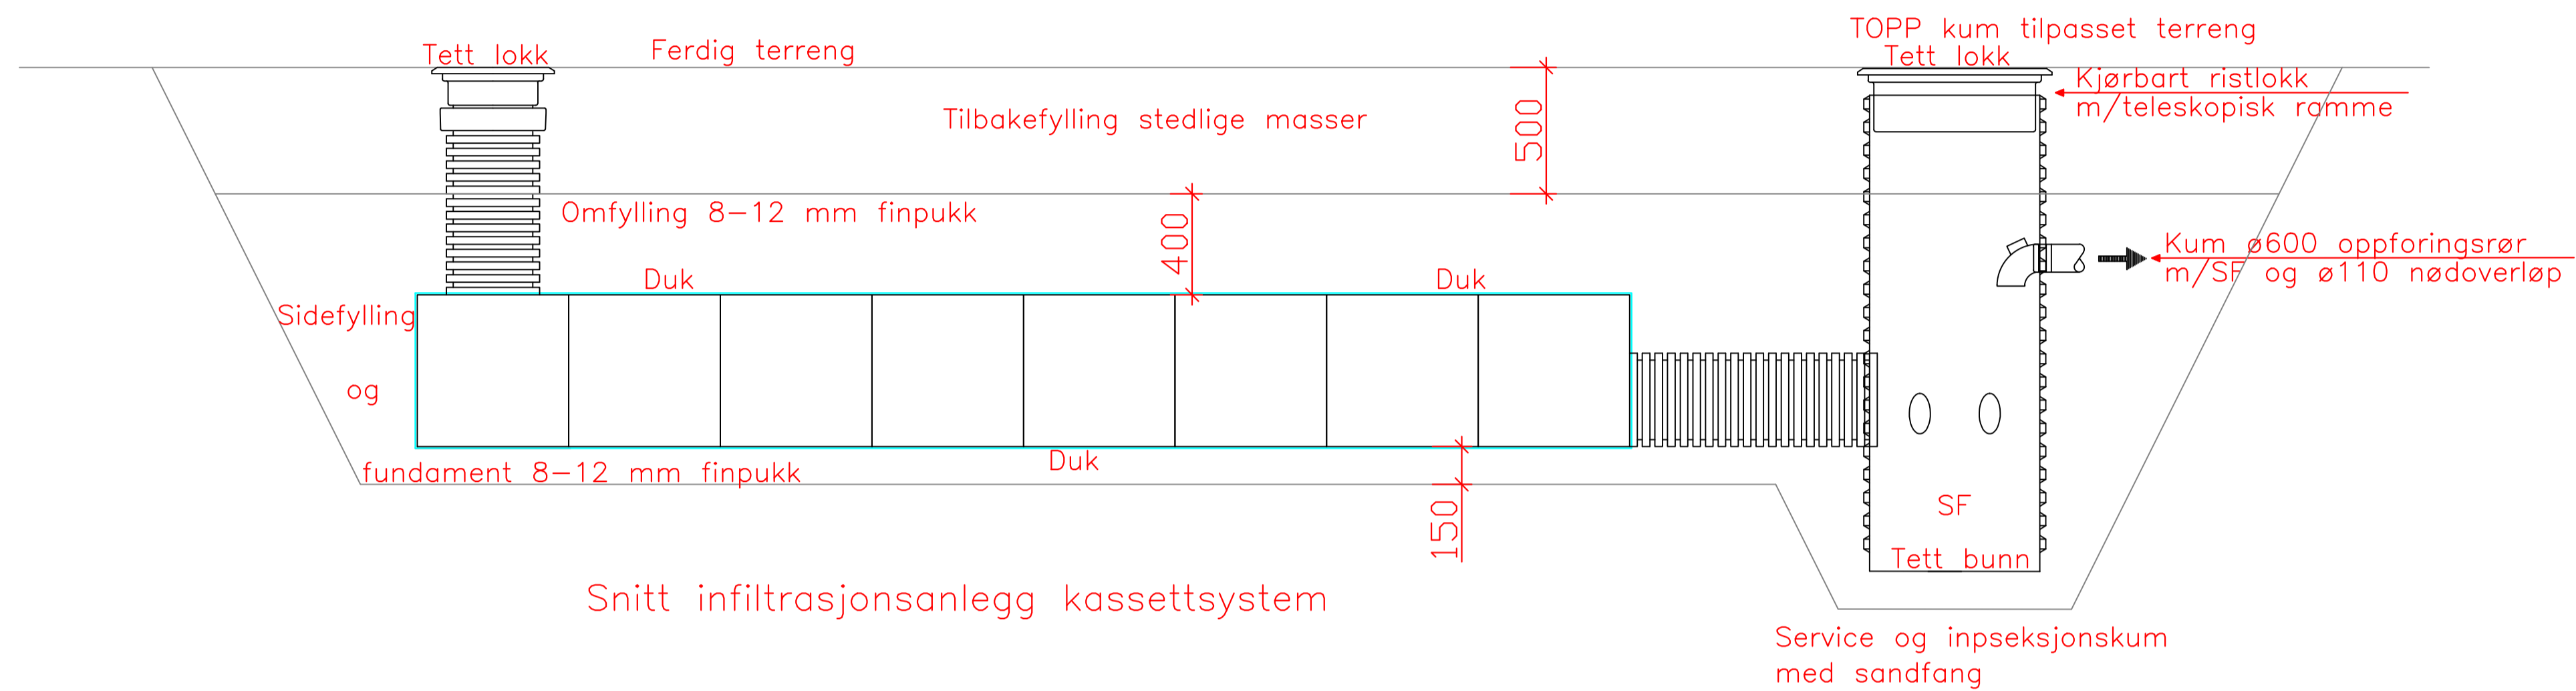 TOPP kum tilpasset terreng
Tett lokk
Ferdig terreng
Tett lokk
Kjørbart ristlokk
m/teleskopisk ramme
Tilbakefylling stedlige masser
500
Omfylling 8-12 mm finpukk
400
Kum ø600 oppforingsrør
m/SF og ø110 nødoverløp
Duk
Duk
Sidefylling
og
fundament 8-12 mm finpukk
Duk
150
SF
Tett bunn
Snitt infiltrasjonsanlegg kassettsystem
Service og inpseksjonskum
med sandfang